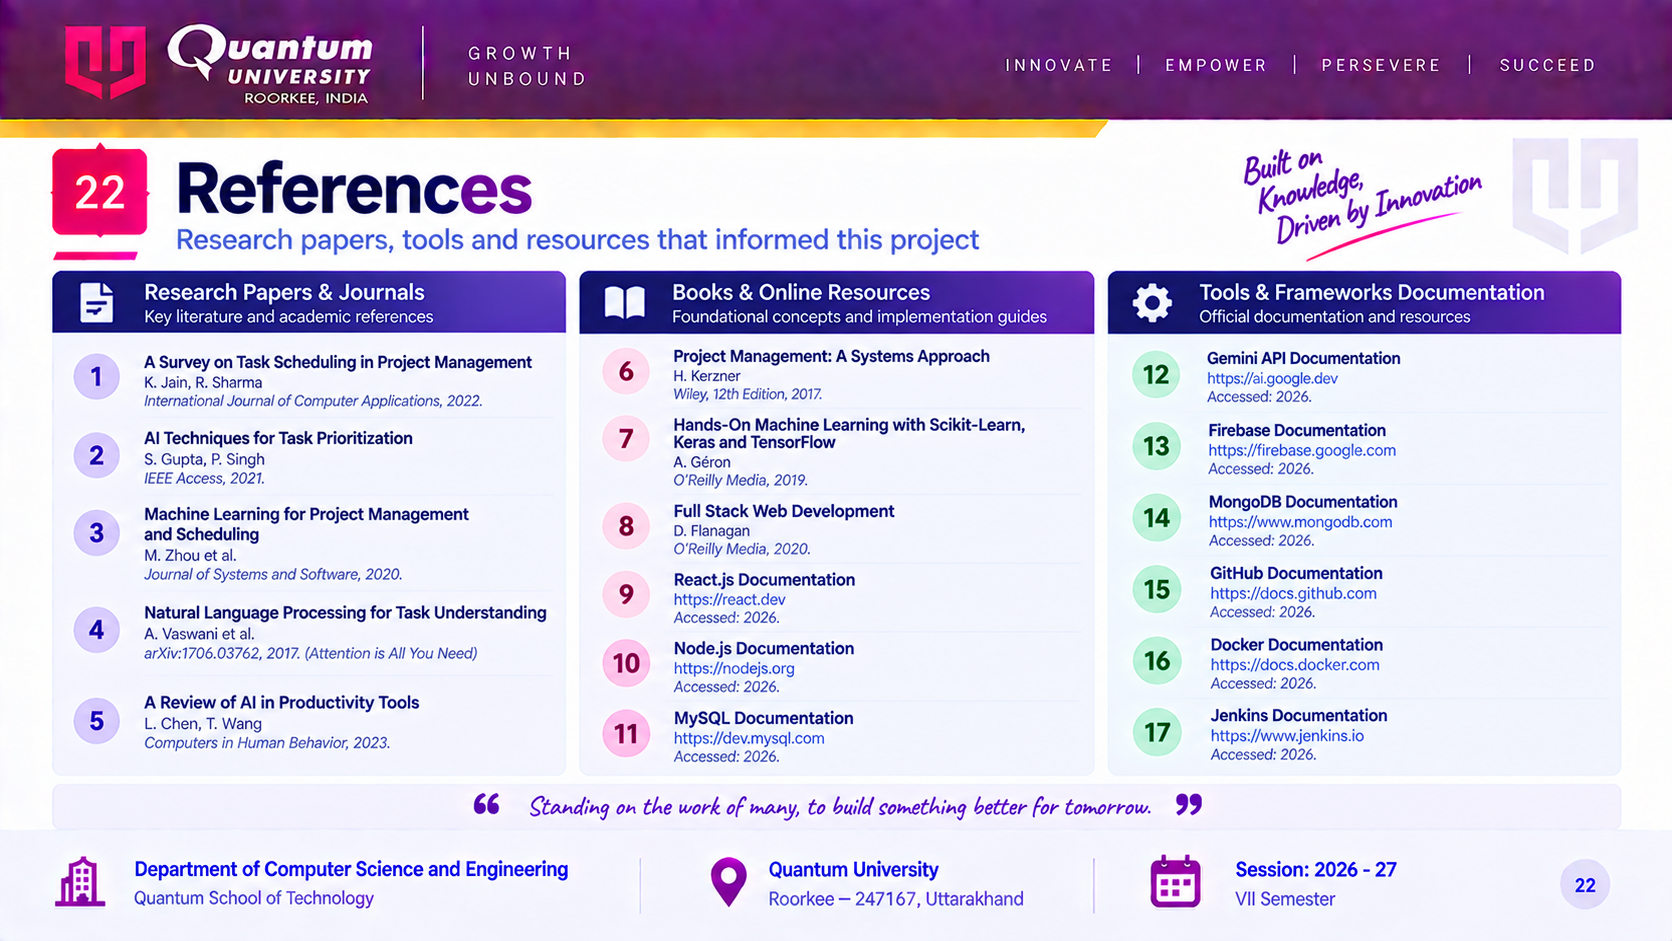 Quantum
UNIVERSITY
ROORKEE, INDIA
GROWTH
UNBOUND
INNOVATE | EMPOWER | PERSEVERE | SUCCEED
22
References
Research papers, tools and resources that informed this project
Built on
Knowledge,
Driven by Innovation
Research Papers & Journals
Key literature and academic references
1
A Survey on Task Scheduling in Project Management
K. Jain, R. Sharma
International Journal of Computer Applications, 2022.
2
AI Techniques for Task Prioritization
S. Gupta, P. Singh
IEEE Access, 2021.
3
Machine Learning for Project Management
and Scheduling
M. Zhou et al.
Journal of Systems and Software, 2020.
4
Natural Language Processing for Task Understanding
A. Vaswani et al.
arXiv:1706.03762, 2017. (Attention is All You Need)
5
A Review of AI in Productivity Tools
L. Chen, T. Wang
Computers in Human Behavior, 2023.
Books & Online Resources
Foundational concepts and implementation guides
6
Project Management: A Systems Approach
H. Kerzner
Wiley, 12th Edition, 2017.
7
Hands-On Machine Learning with Scikit-Learn,
Keras and TensorFlow
A. Géron
O'Reilly Media, 2019.
8
Full Stack Web Development
D. Flanagan
O'Reilly Media, 2020.
9
React.js Documentation
https://react.dev
Accessed: 2026.
10
Node.js Documentation
https://nodejs.org
Accessed: 2026.
11
MySQL Documentation
https://dev.mysql.com
Accessed: 2026.
Tools & Frameworks Documentation
Official documentation and resources
12
Gemini API Documentation
https://ai.google.dev
Accessed: 2026.
13
Firebase Documentation
https://firebase.google.com
Accessed: 2026.
14
MongoDB Documentation
https://www.mongodb.com
Accessed: 2026.
15
GitHub Documentation
https://docs.github.com
Accessed: 2026.
16
Docker Documentation
https://docs.docker.com
Accessed: 2026.
17
Jenkins Documentation
https://www.jenkins.io
Accessed: 2026.
“ Standing on the work of many, to build something better for tomorrow. ”
Department of Computer Science and Engineering
Quantum School of Technology
Quantum University
Roorkee – 247167, Uttarakhand
Session: 2026 - 27
VII Semester
22